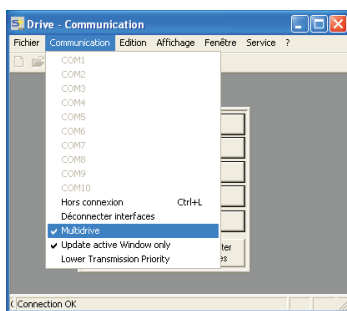 Drive - Communication
Fichier Communication Edition Affichage Fenêtre Service ?
COM1
COM2
COM3
COM4
COM5
COM6
COM7
COM8
COM9
COM10
Hors connexion Ctrl+L
Déconnecter interfaces
Multidrive
Update active Window only
Lower Transmission Priority
ter
es
Connection OK